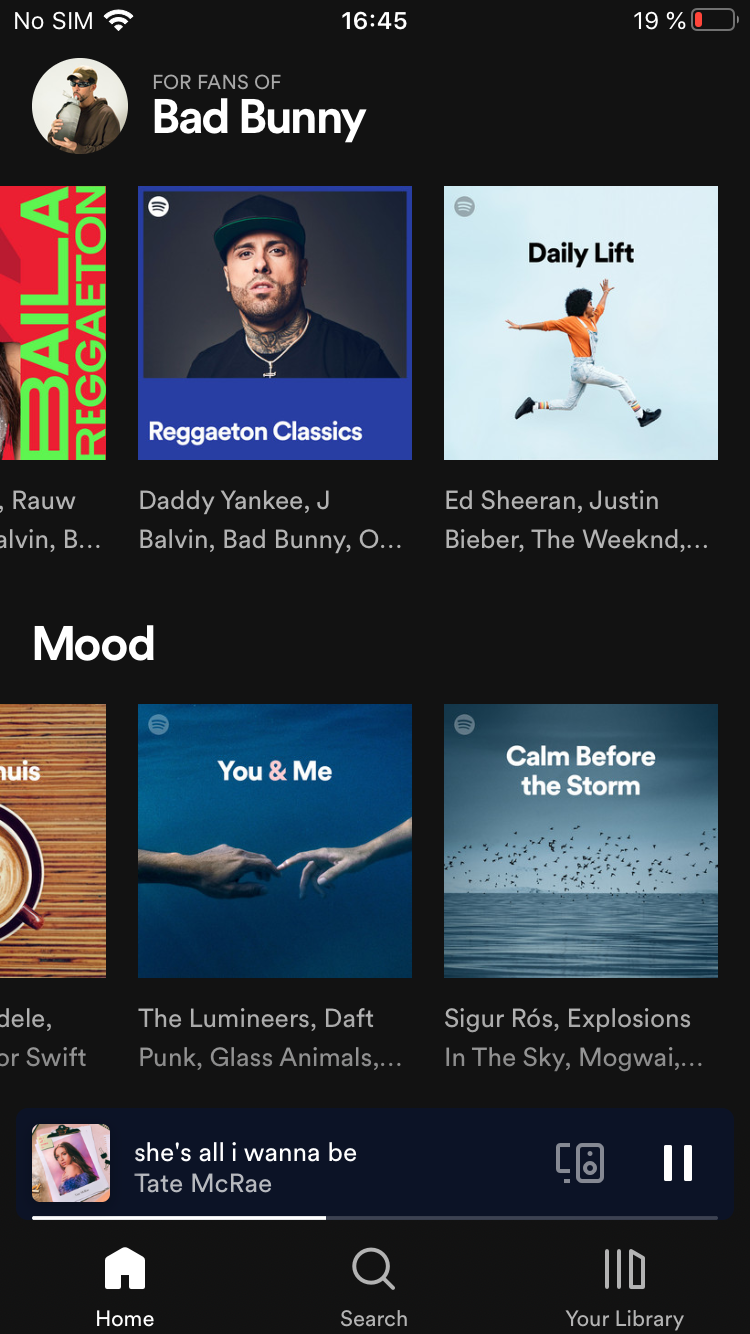 No SIM 16:45 19 %
FOR FANS OF
Bad Bunny
BAILA
REGGAETON
Daily Lift
Reggaeton Classics
, Rauw
Daddy Yankee, J
Ed Sheeran, Justin
alvin, B...
Balvin, Bad Bunny, O...
Bieber, The Weeknd,...
Mood
huis
You & Me
Calm Before
the Storm
dele,
The Lumineers, Daft
Sigur Rós, Explosions
or Swift
Punk, Glass Animals,...
In The Sky, Mogwai,...
she's all i wanna be
Tate McRae
Home
Search
Your Library